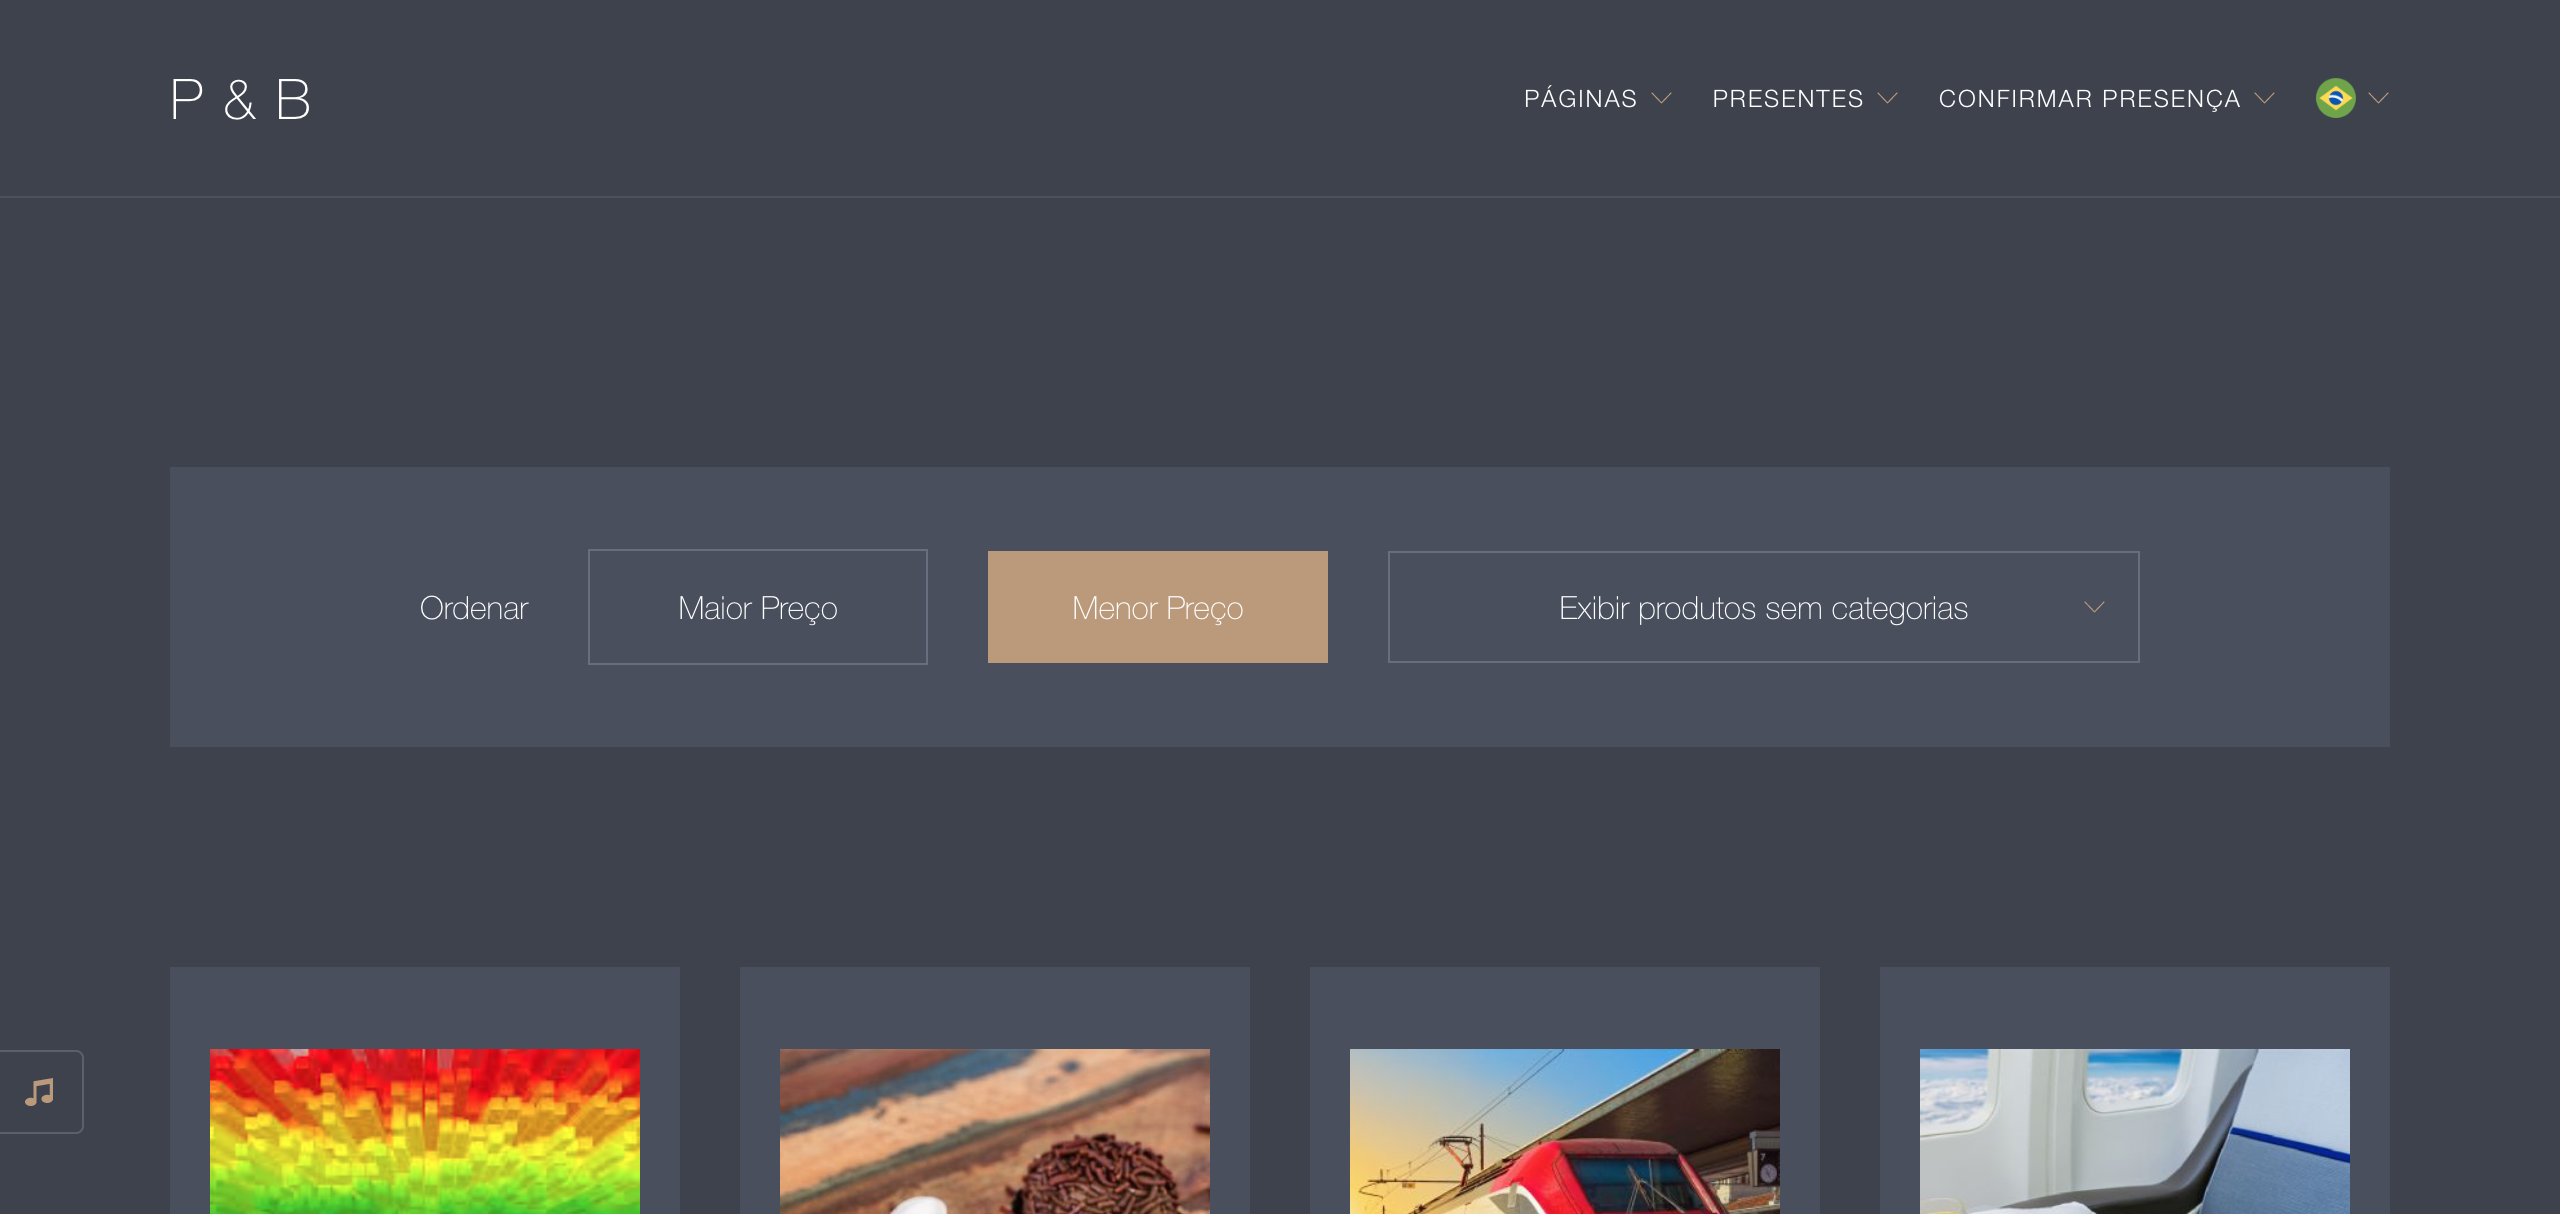 P & B
PÁGINAS
PRESENTES
CONFIRMAR PRESENÇA
Ordenar
Maior Preço
Menor Preço
Exibir produtos sem categorias